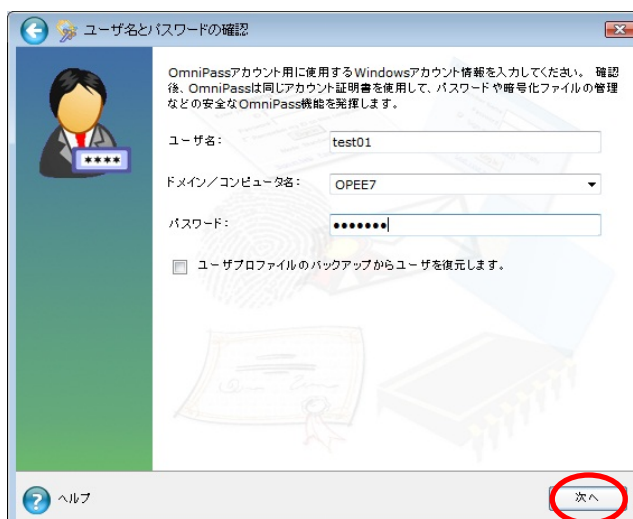 ユーザ名とパスワードの確認
OmniPassアカウント用に使用するWindowsアカウント情報を入力してください。 確認
後、OmniPassは同じアカウント証明書を使用して、パスワードや暗号化ファイルの管理
などの安全なOmniPass機能を発揮します。
ユーザ名： test01
ドメイン／コンピュータ名： OPEE7
パスワード： ●●●●●●●
****
ユーザプロファイルのバックアップからユーザを復元します。
ヘルプ 次へ